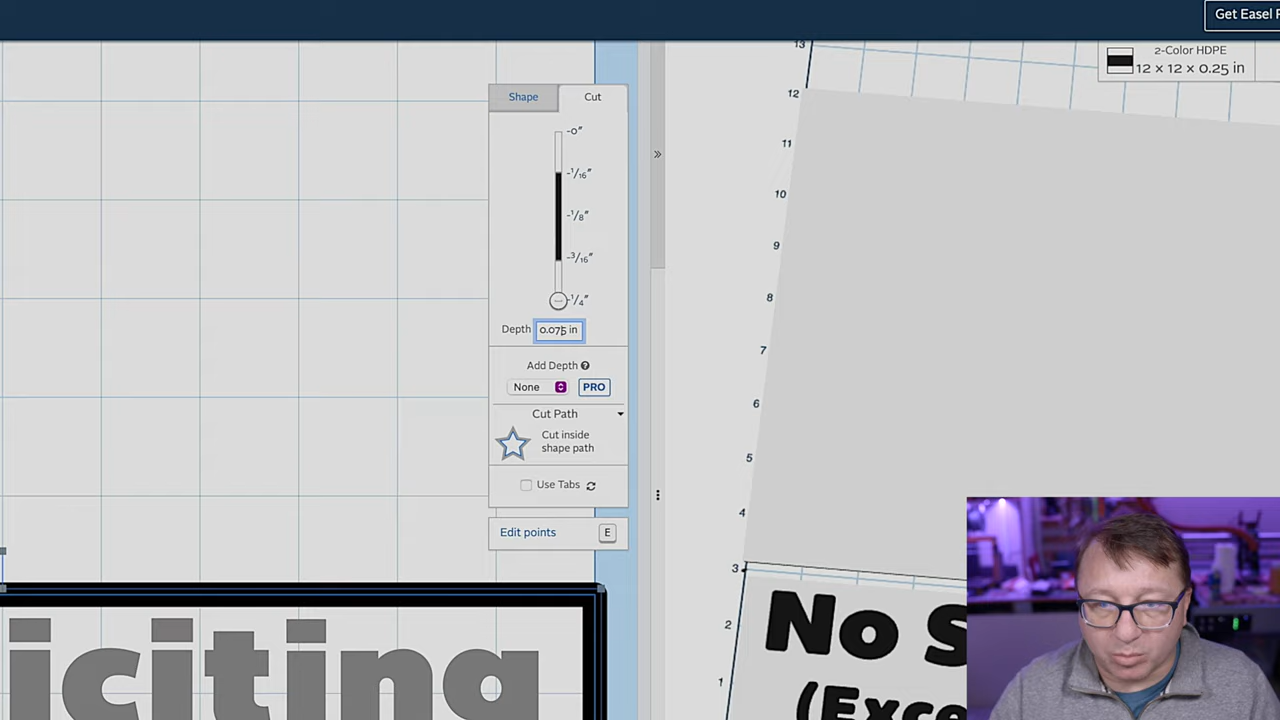 Get Easel
Shape
Cut
-0"
-1/16"
-1/8"
-3/16"
-1/4"
Depth 0.075 in
Add Depth ?
None PRO
Cut Path
Cut inside
shape path
Use Tabs
Edit points E
iciting
2-Color HDPE
12 × 12 × 0.25 in
13
12
11
10
9
8
7
6
5
4
3
2
1
No S
(Exce